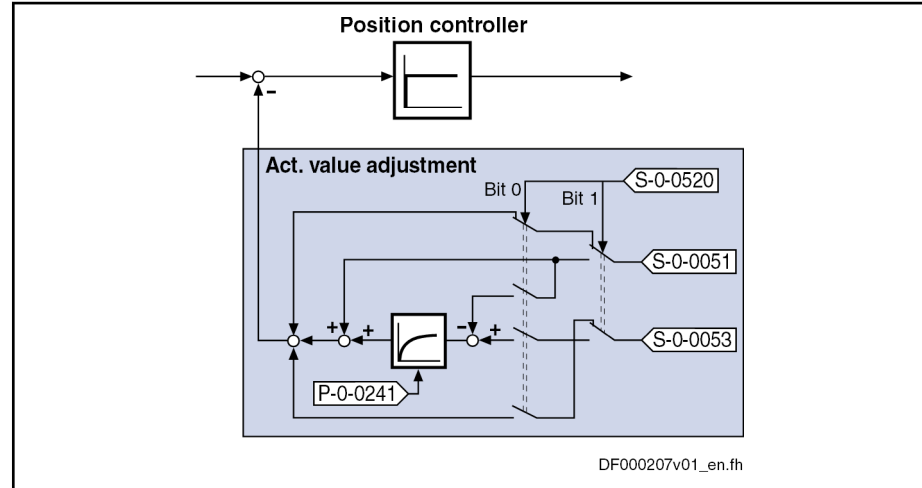 Position controller
-
Act. value adjustment
S-0-0520
Bit 0
Bit 1
S-0-0051
+
+
-
+
S-0-0053
P-0-0241
DF000207v01_en.fh